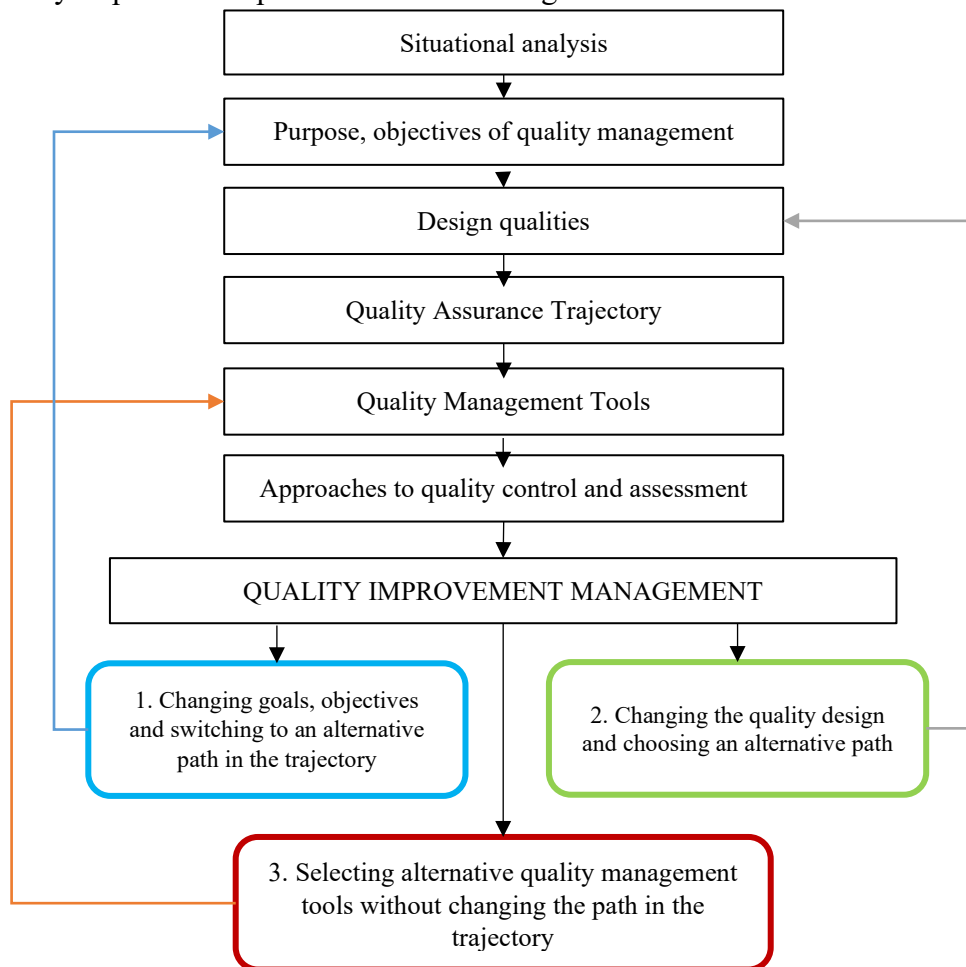 Situational analysis
Purpose, objectives of quality management
Design qualities
Quality Assurance Trajectory
Quality Management Tools
Approaches to quality control and assessment
QUALITY IMPROVEMENT MANAGEMENT
1. Changing goals, objectives
and switching to an alternative
path in the trajectory
2. Changing the quality design
and choosing an alternative path
3. Selecting alternative quality management
tools without changing the path in the
trajectory